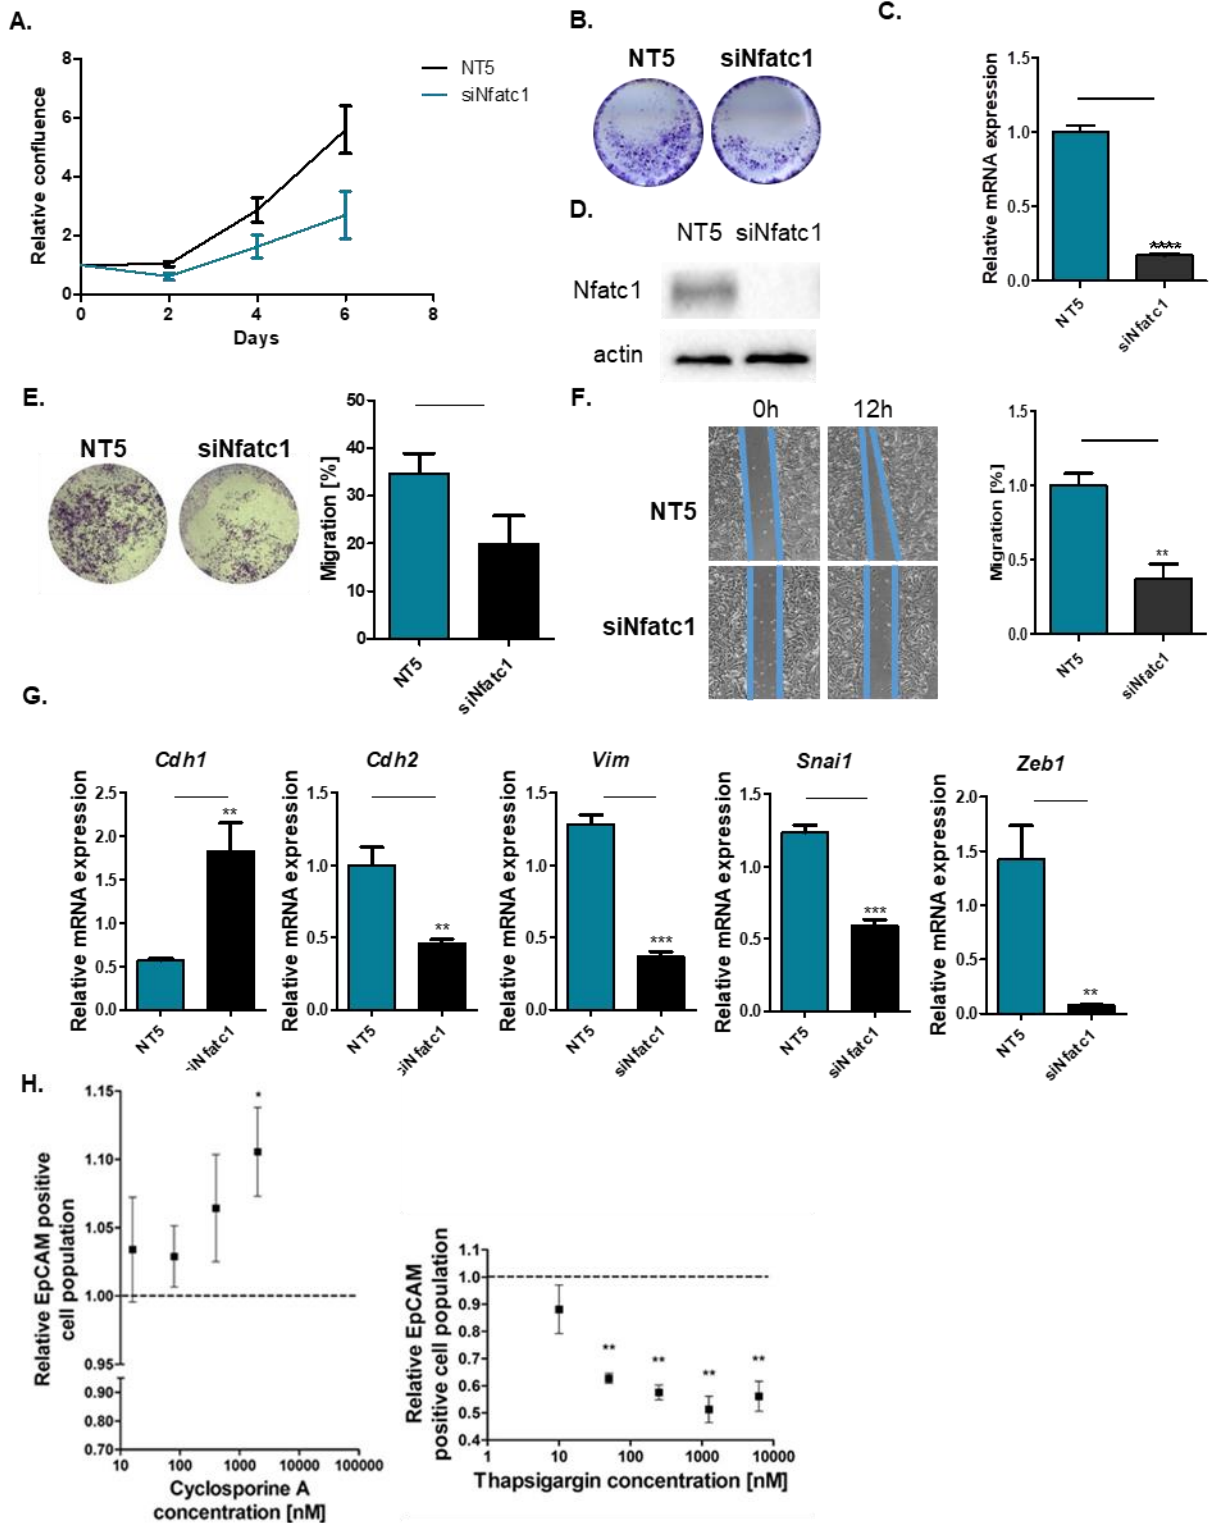 A.
8
6
4
2
0
Relative confluence
0 2 4 6 8
Days
NT5
siNfatc1
B.
NT5 siNfatc1
C.
Relative mRNA expression
1.5
1.0
0.5
0.0
****
NT5
siNfatc1
D.
NT5 siNfatc1
Nfatc1
actin
E.
NT5 siNfatc1
Migration [%]
50
40
30
20
10
0
NT5
siNfatc1
F.
0h 12h
NT5
siNfatc1
Migration [%]
1.5
1.0
0.5
0.0
**
NT5
siNfatc1
G.
Cdh1
Relative mRNA expression
2.5
2.0
1.5
1.0
0.5
0.0
**
NT5
siNfatc1
Cdh2
Relative mRNA expression
1.5
1.0
0.5
0.0
**
NT5
siNfatc1
Vim
Relative mRNA expression
1.5
1.0
0.5
0.0
***
NT5
siNfatc1
Snai1
Relative mRNA expression
1.5
1.0
0.5
0.0
***
NT5
siNfatc1
Zeb1
Relative mRNA expression
2.0
1.5
1.0
0.5
0.0
**
NT5
siNfatc1
H.
Relative EpCAM positive
cell population
1.15
1.10
1.05
1.00
0.95
0.90
0.80
0.70
*
10 100 1000 10000 100000
Cyclosporine A
concentration [nM]
Relative EpCAM
positive cell population
1.1
1.0
0.9
0.8
0.7
0.6
0.5
0.4
** ** ** **
1 10 100 1000 10000
Thapsigargin concentration [nM]